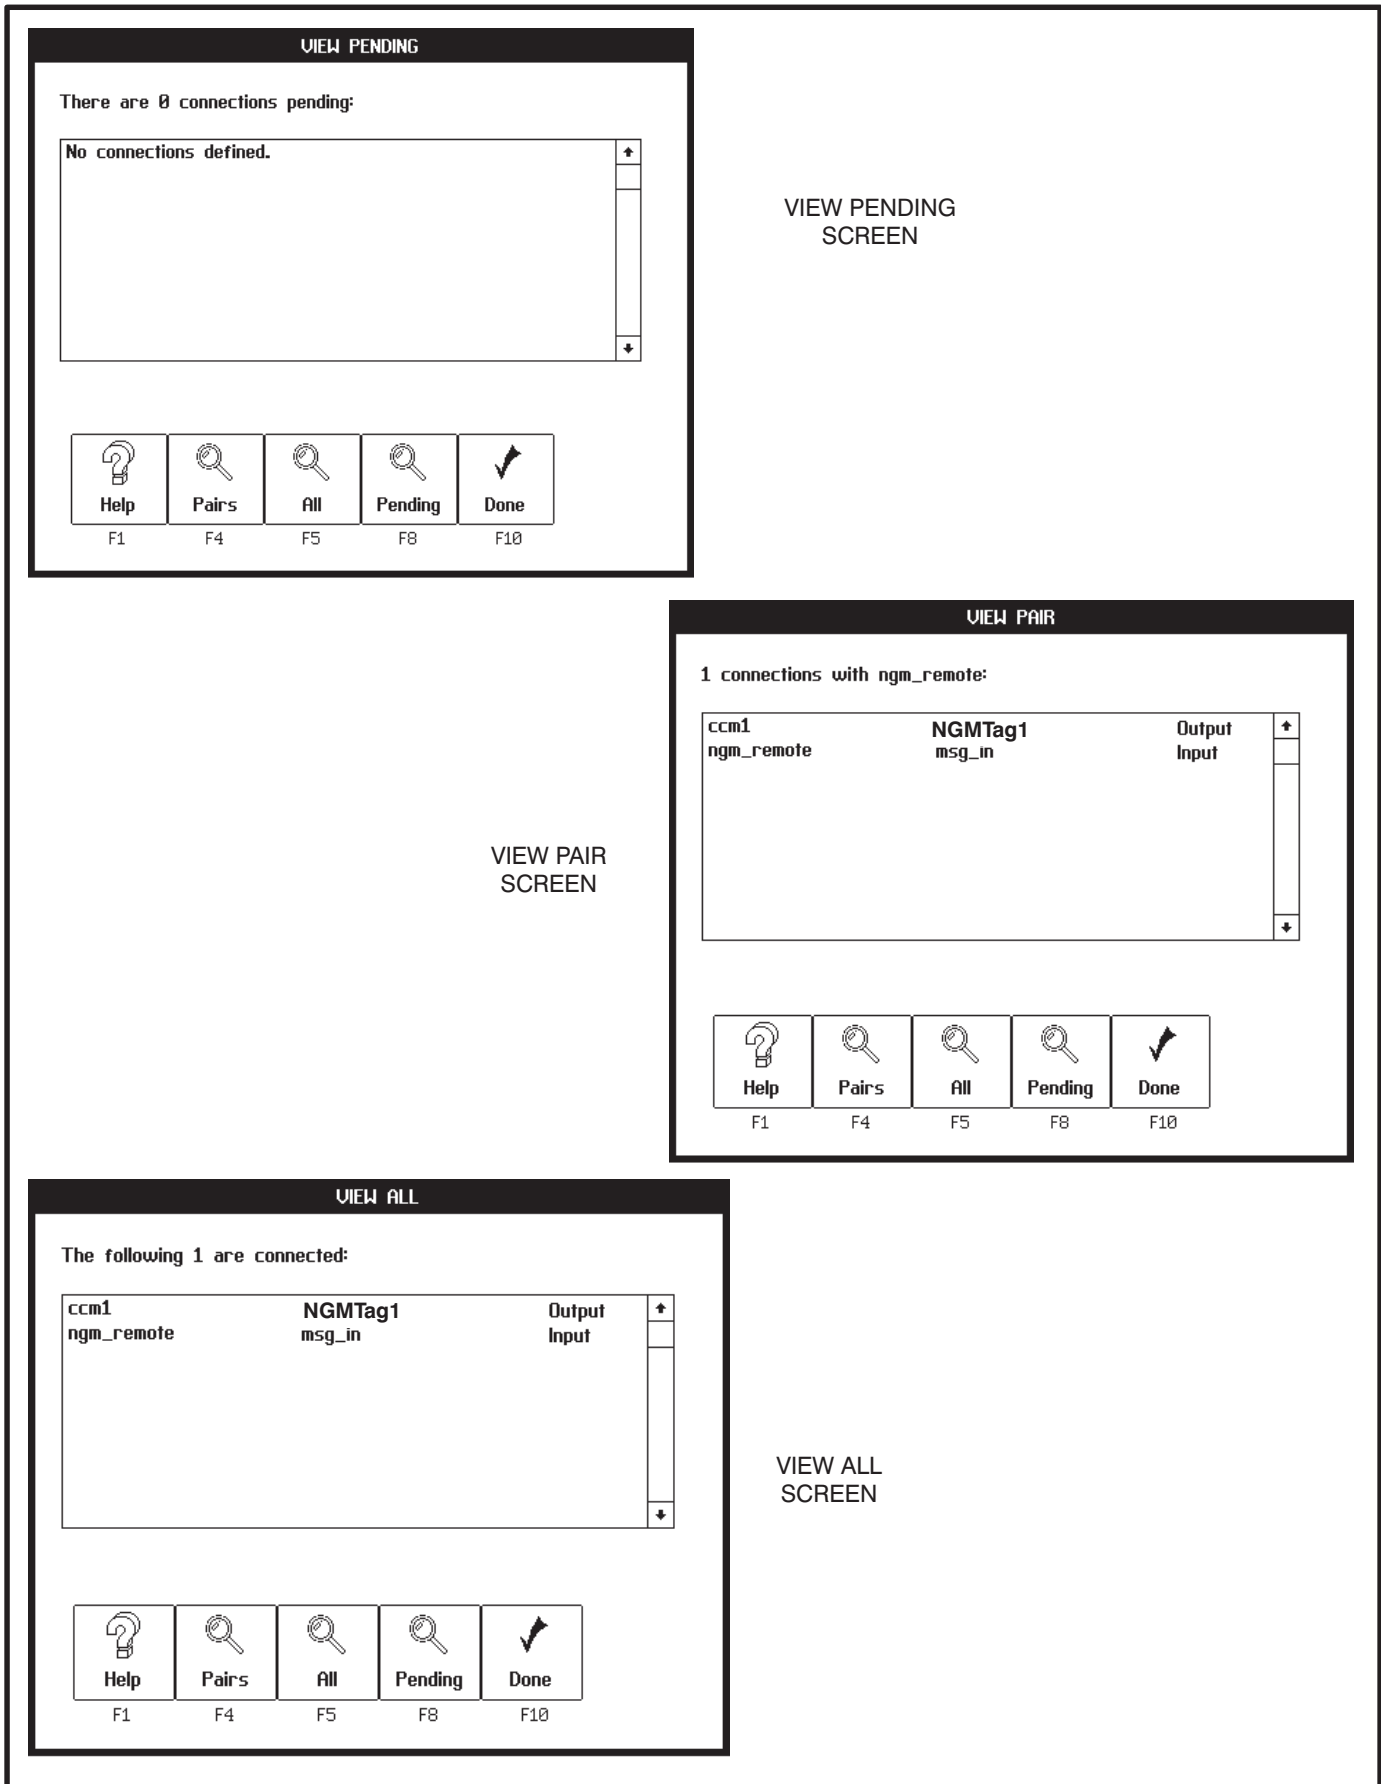 VIEW PENDING
There are 0 connections pending:
No connections defined.
Help Pairs All Pending Done
F1 F4 F5 F8 F10
VIEW PENDING
SCREEN
VIEW PAIR
1 connections with ngm_remote:
ccm1 NGMTag1 Output
ngm_remote msg_in Input
Help Pairs All Pending Done
F1 F4 F5 F8 F10
VIEW PAIR
SCREEN
VIEW ALL
The following 1 are connected:
ccm1 NGMTag1 Output
ngm_remote msg_in Input
Help Pairs All Pending Done
F1 F4 F5 F8 F10
VIEW ALL
SCREEN